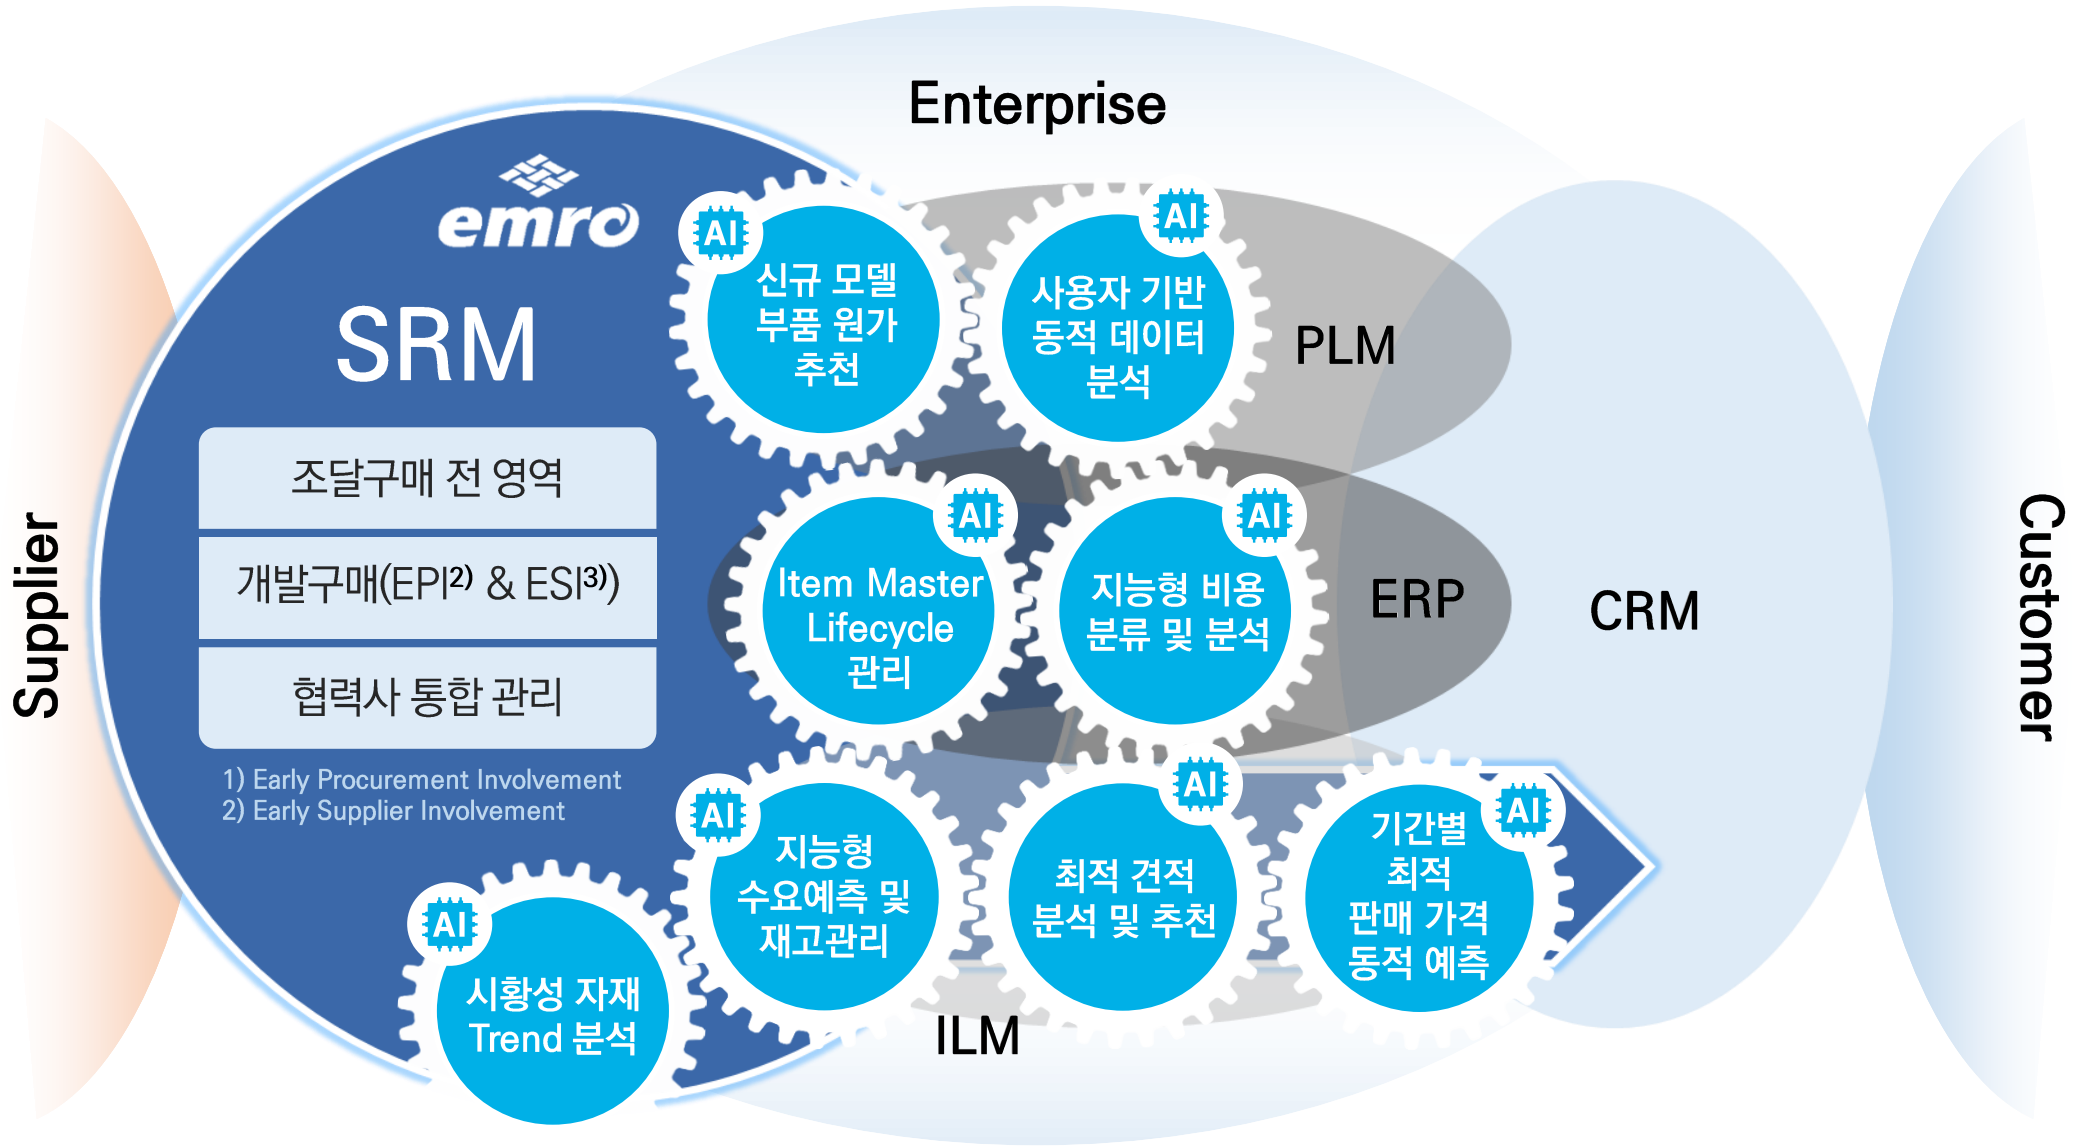 Enterprise
emro
SRM
조달구매 전 영역
개발구매(EPI²⁾ & ESI³⁾)
협력사 통합 관리
1) Early Procurement Involvement
2) Early Supplier Involvement
Supplier
AI
신규 모델
부품 원가
추천
AI
사용자 기반
동적 데이터
분석
PLM
AI
Item Master
Lifecycle
관리
AI
지능형 비용
분류 및 분석
ERP
CRM
Customer
AI
시황성 자재
Trend 분석
AI
지능형
수요예측 및
재고관리
AI
최적 견적
분석 및 추천
AI
기간별
최적
판매 가격
동적 예측
ILM